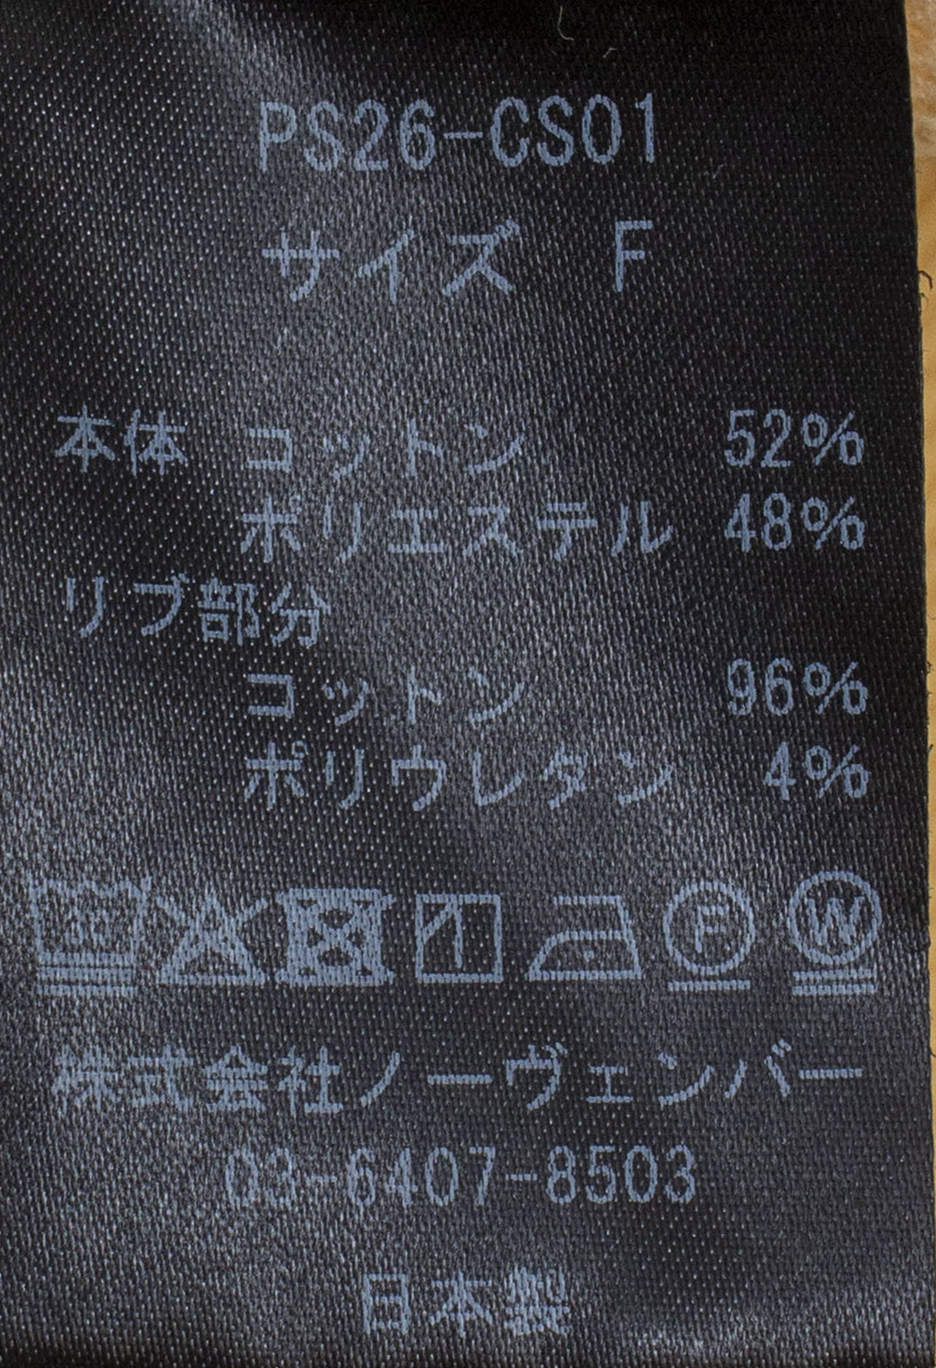 PS26-CS01
サイズ F
本体 コットン 52%
ポリエステル 48%
リブ部分
コットン 96%
ポリウレタン 4%
30 F W
株式会社ノーヴェンバー
03-6407-8503
日本製